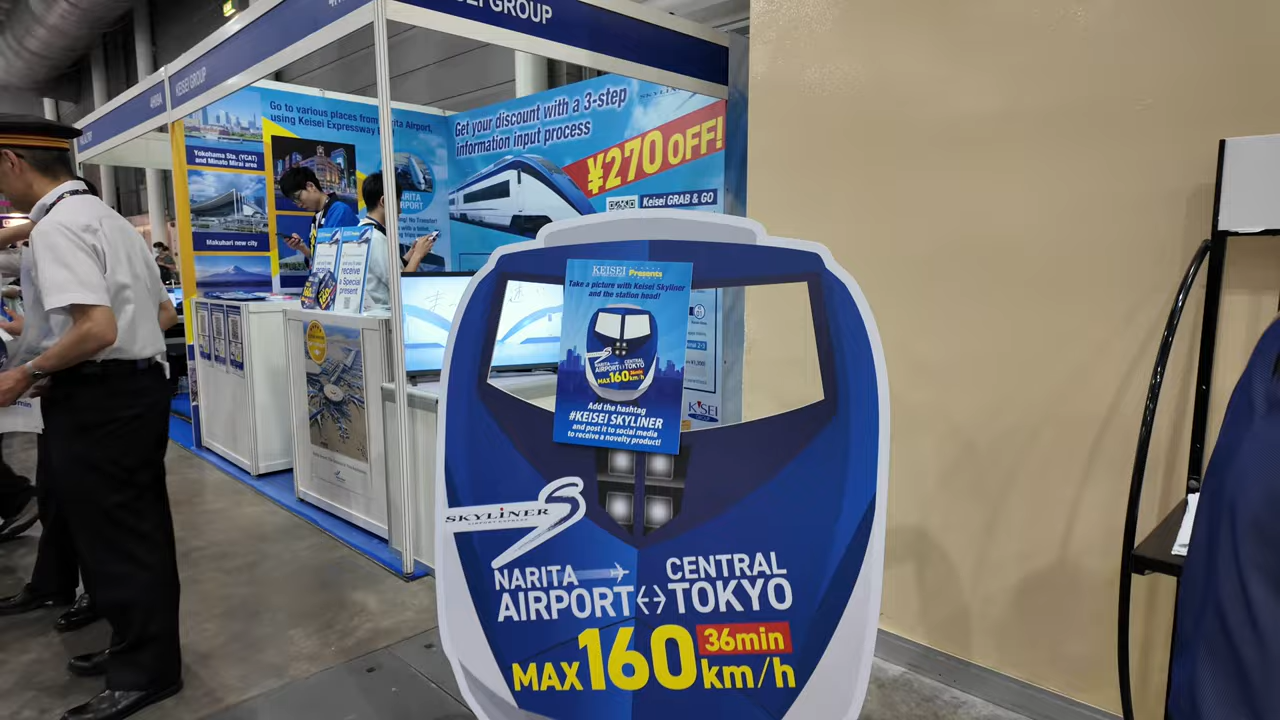 KEISEI GROUP
KEISEI GROUP
Go to various places from Narita Airport,
using Keisei Expressway
Yokohama Sta. (YCAT)
and Minato Mirai area
Makuhari new city
Get your discount with a 3-step
information input process
¥270 OFF!
Keisei GRAB & GO
receive
a Special
present
KEISEI Presents
Take a picture with Keisei Skyliner
and the station head!
NARITA CENTRAL
AIRPORT TOKYO
36min
MAX 160 km/h
Add the hashtag
#KEISEI SKYLINER
and post it to social media
to receive a novelty product!
KEISEI
SKYLINER
AIRPORT EXPRESS
NARITA CENTRAL
AIRPORT<->TOKYO
36min
MAX 160 km/h